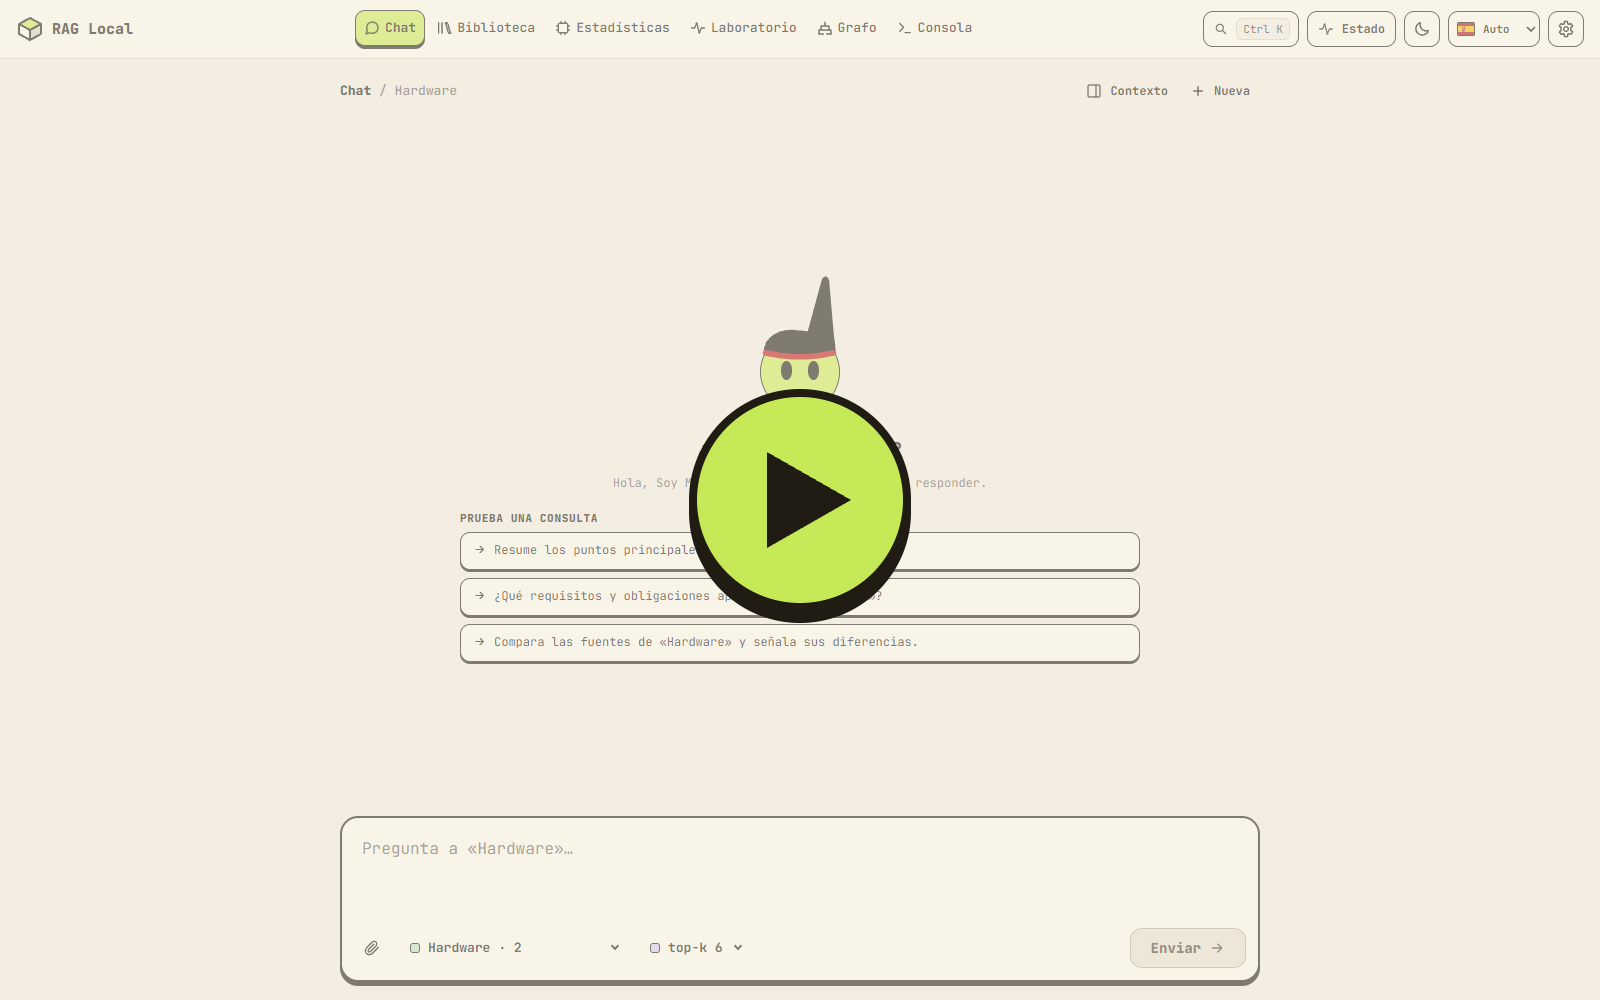 RAG Local
Chat
Biblioteca
Estadísticas
Laboratorio
Grafo
Consola
Ctrl K
Estado
Auto
Chat / Hardware
Contexto
+ Nueva
Hola, Soy
responder.
PRUEBA UNA CONSULTA
→ Resume los puntos
→ ¿Qué requisitos y obligaciones
→ Compara las fuentes de «Hardware» y señala sus diferencias.
Pregunta a «Hardware»…
Hardware · 2
top-k 6
Enviar →